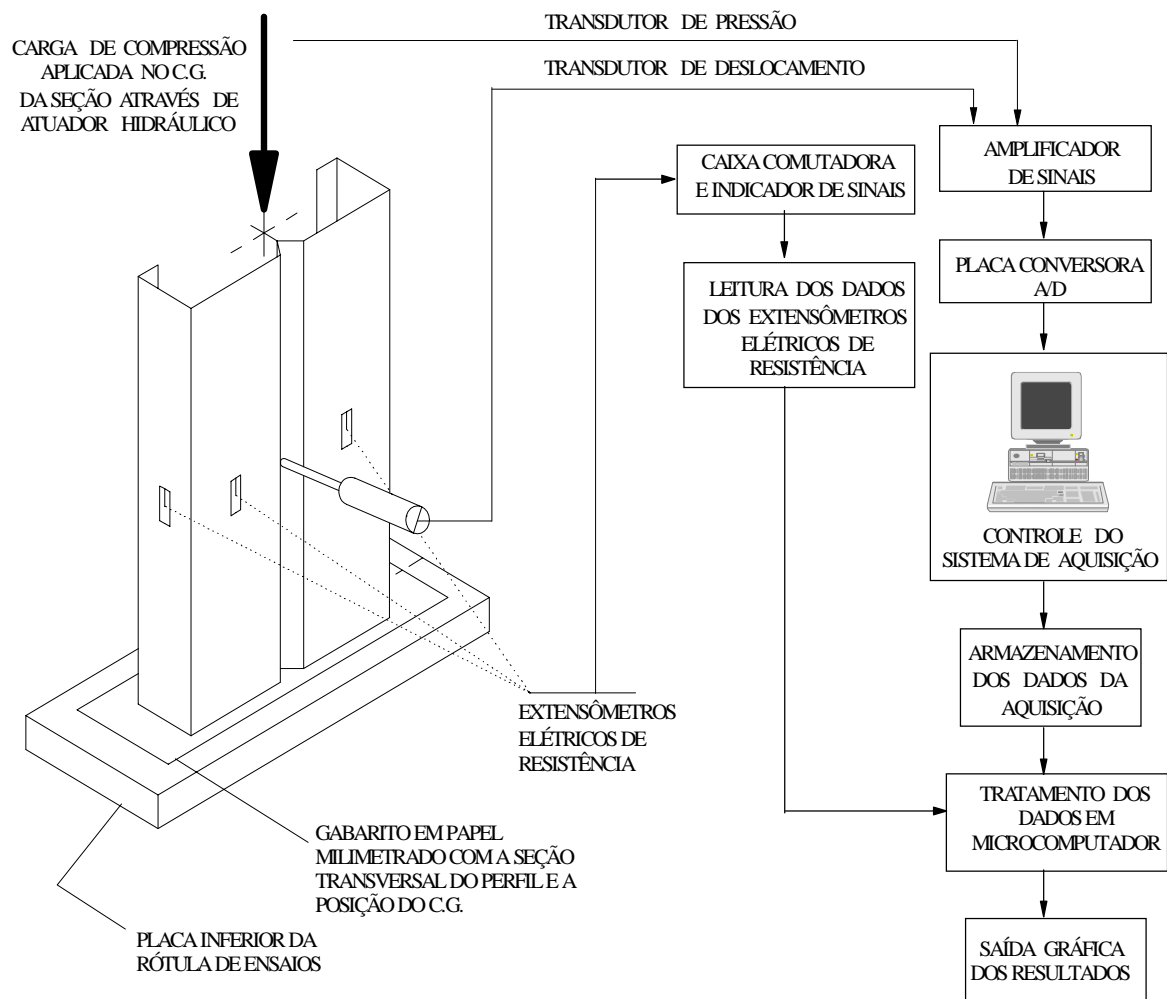 TRANSDUTOR DE PRESSÃO
CARGA DE COMPRESSÃO
APLICADA NO C.G.
DA SEÇÃO ATRAVÉS DE
ATUADOR HIDRÁULICO
TRANSDUTOR DE DESLOCAMENTO
CAIXA COMUTADORA
E INDICADOR DE SINAIS
AMPLIFICADOR
DE SINAIS
LEITURA DOS DADOS
DOS EXTENSÔMETROS
ELÉTRICOS DE
RESISTÊNCIA
PLACA CONVERSORA
A/D
CONTROLE DO
SISTEMA DE AQUISIÇÃO
ARMAZENAMENTO
DOS DADOS DA
AQUISIÇÃO
EXTENSÔMETROS
ELÉTRICOS DE
RESISTÊNCIA
TRATAMENTO DOS
DADOS EM
MICROCOMPUTADOR
GABARITO EM PAPEL
MILIMETRADO COM A SEÇÃO
TRANSVERSAL DO PERFIL E A
POSIÇÃO DO C.G.
PLACA INFERIOR DA
RÓTULA DE ENSAIOS
SAÍDA GRÁFICA
DOS RESULTADOS